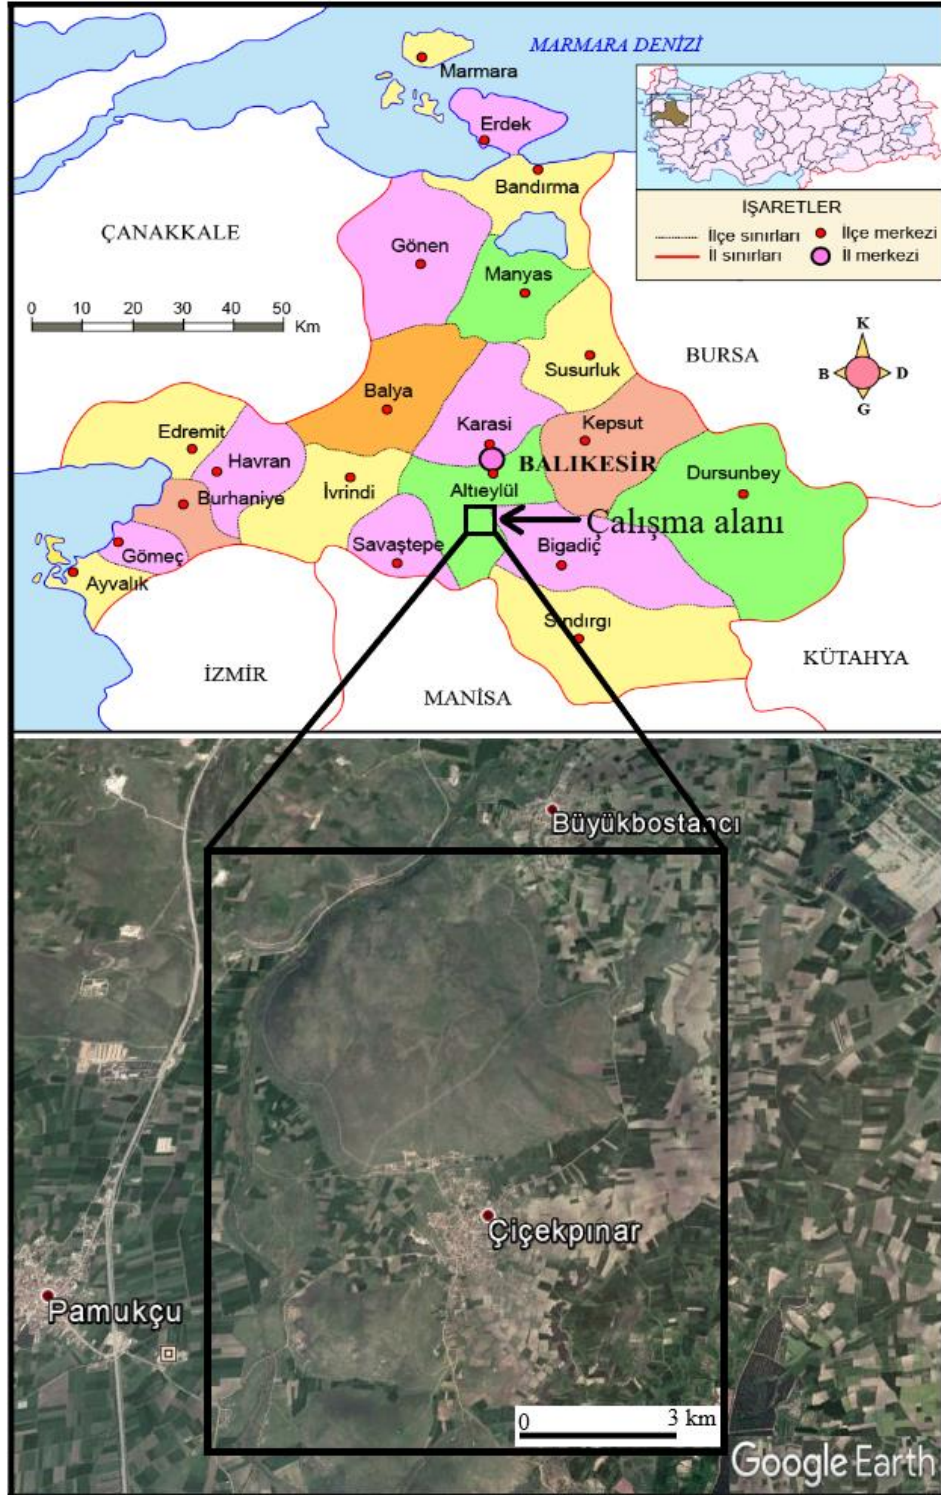 MARMARA DENİZİ
Marmara
Erdek
Bandırma
İŞARETLER
İlçe sınırları
İlçe merkezi
İl sınırları
İl merkezi
ÇANAKKALE
Gönen
Manyas
0 10 20 30 40 50
Km
K
B D
G
BURSA
Susurluk
Balya
Karasi
Kepsut
Edremit
Havran
BALIKESİR
Dursunbey
Burhaniye
İvrindi
Altıeylül
Çalışma alanı
Savaştepe
Bigadiç
Gömeç
Ayvalık
Sındırgı
KÜTAHYA
İZMİR
MANİSA
Büyükbostancı
Çiçekpınar
Pamukçu
0 3 km
Google Earth